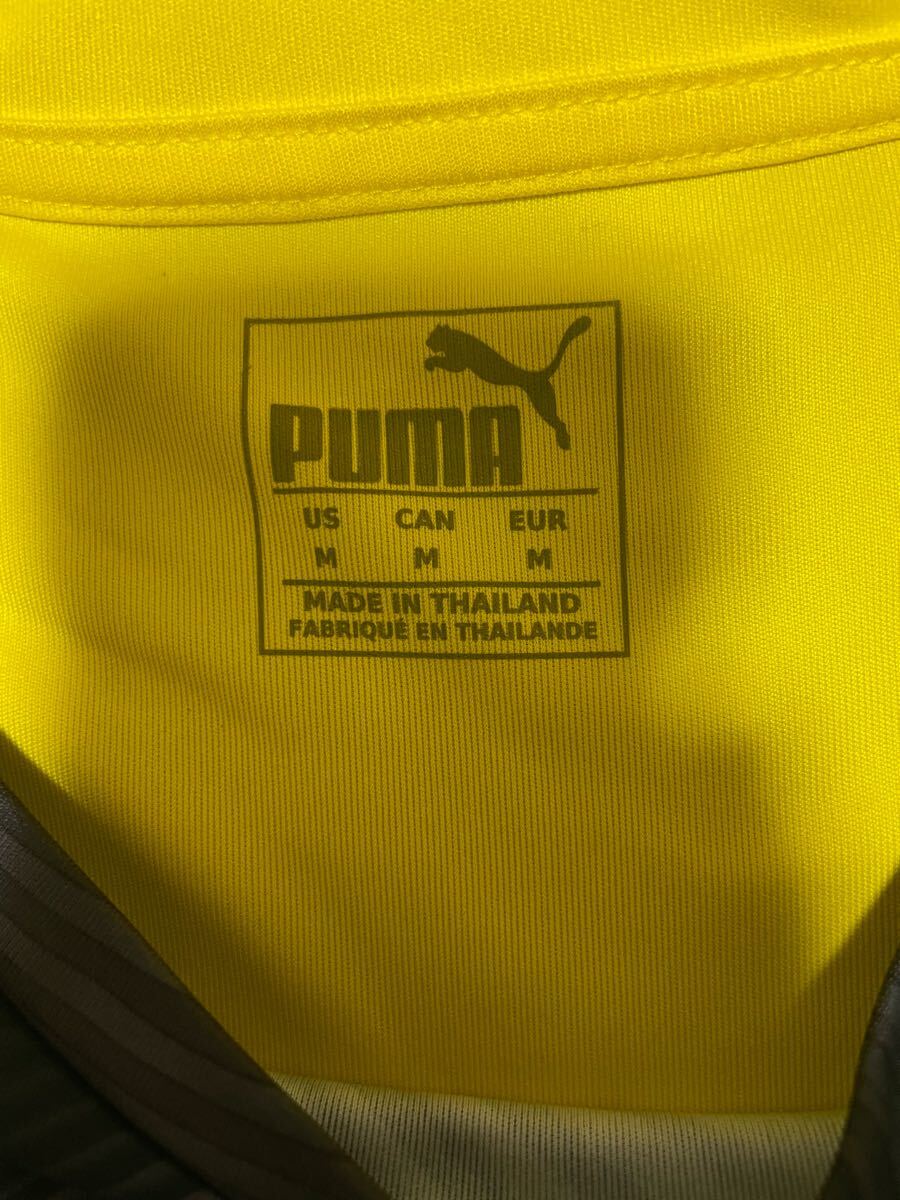 PUMA
US CAN EUR
M M M
MADE IN THAILAND
FABRIQUÉ EN THAILANDE